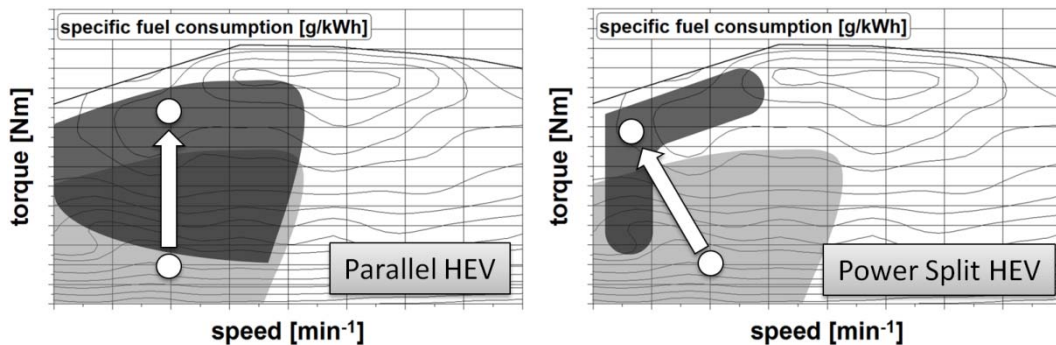 specific fuel consumption [g/kWh]
torque [Nm]
Parallel HEV
speed [min⁻¹]
specific fuel consumption [g/kWh]
torque [Nm]
Power Split HEV
speed [min⁻¹]